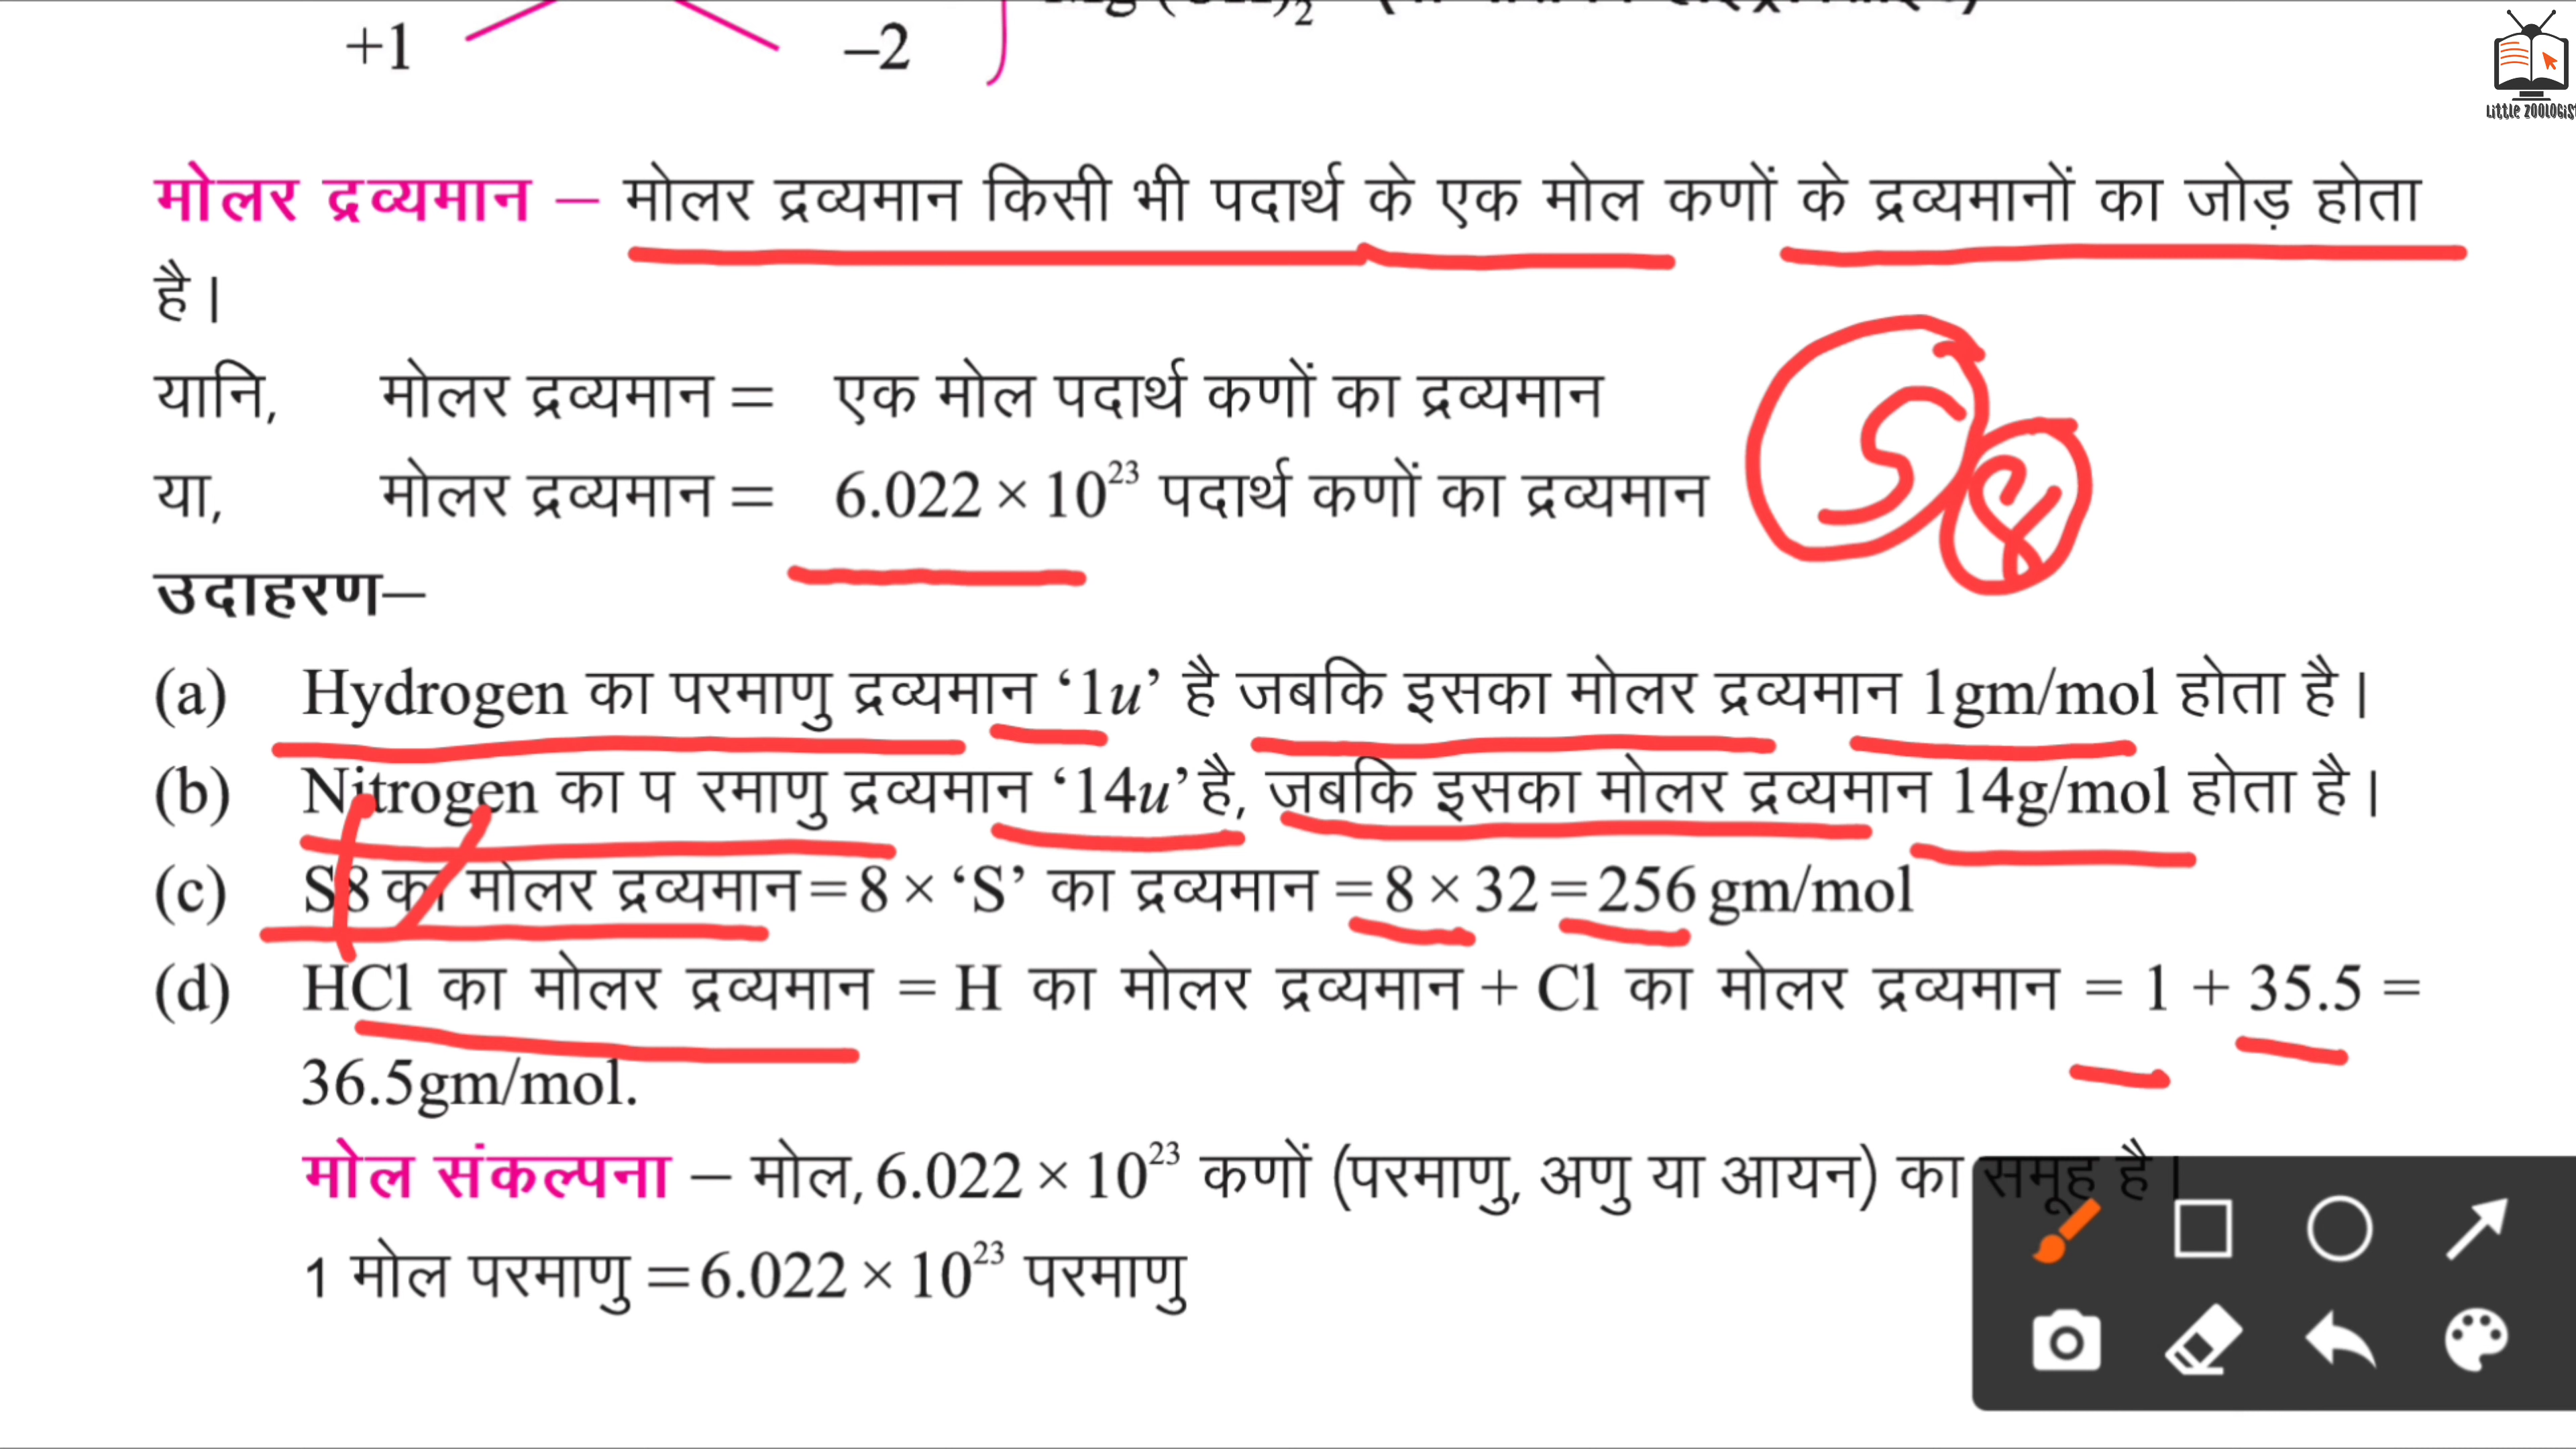 +1 –2
LittLe ZOOLOGist
मोलर द्रव्यमान – मोलर द्रव्यमान किसी भी पदार्थ के एक मोल कणों के द्रव्यमानों का जोड़ होता
है।
यानि, मोलर द्रव्यमान = एक मोल पदार्थ कणों का द्रव्यमान
या, मोलर द्रव्यमान = 6.022 × 10²³ पदार्थ कणों का द्रव्यमान
S8
उदाहरण–
(a) Hydrogen का परमाणु द्रव्यमान ‘1u’ है जबकि इसका मोलर द्रव्यमान 1gm/mol होता है।
(b) Nitrogen का प रमाणु द्रव्यमान ‘14u’ है, जबकि इसका मोलर द्रव्यमान 14g/mol होता है।
(c) S8 का मोलर द्रव्यमान = 8 × ‘S’ का द्रव्यमान = 8 × 32 = 256 gm/mol
(d) HCl का मोलर द्रव्यमान = H का मोलर द्रव्यमान + Cl का मोलर द्रव्यमान = 1 + 35.5 =
36.5gm/mol.
मोल संकल्पना – मोल, 6.022 × 10²³ कणों (परमाणु, अणु या आयन) का समूह है।
1 मोल परमाणु = 6.022 × 10²³ परमाणु